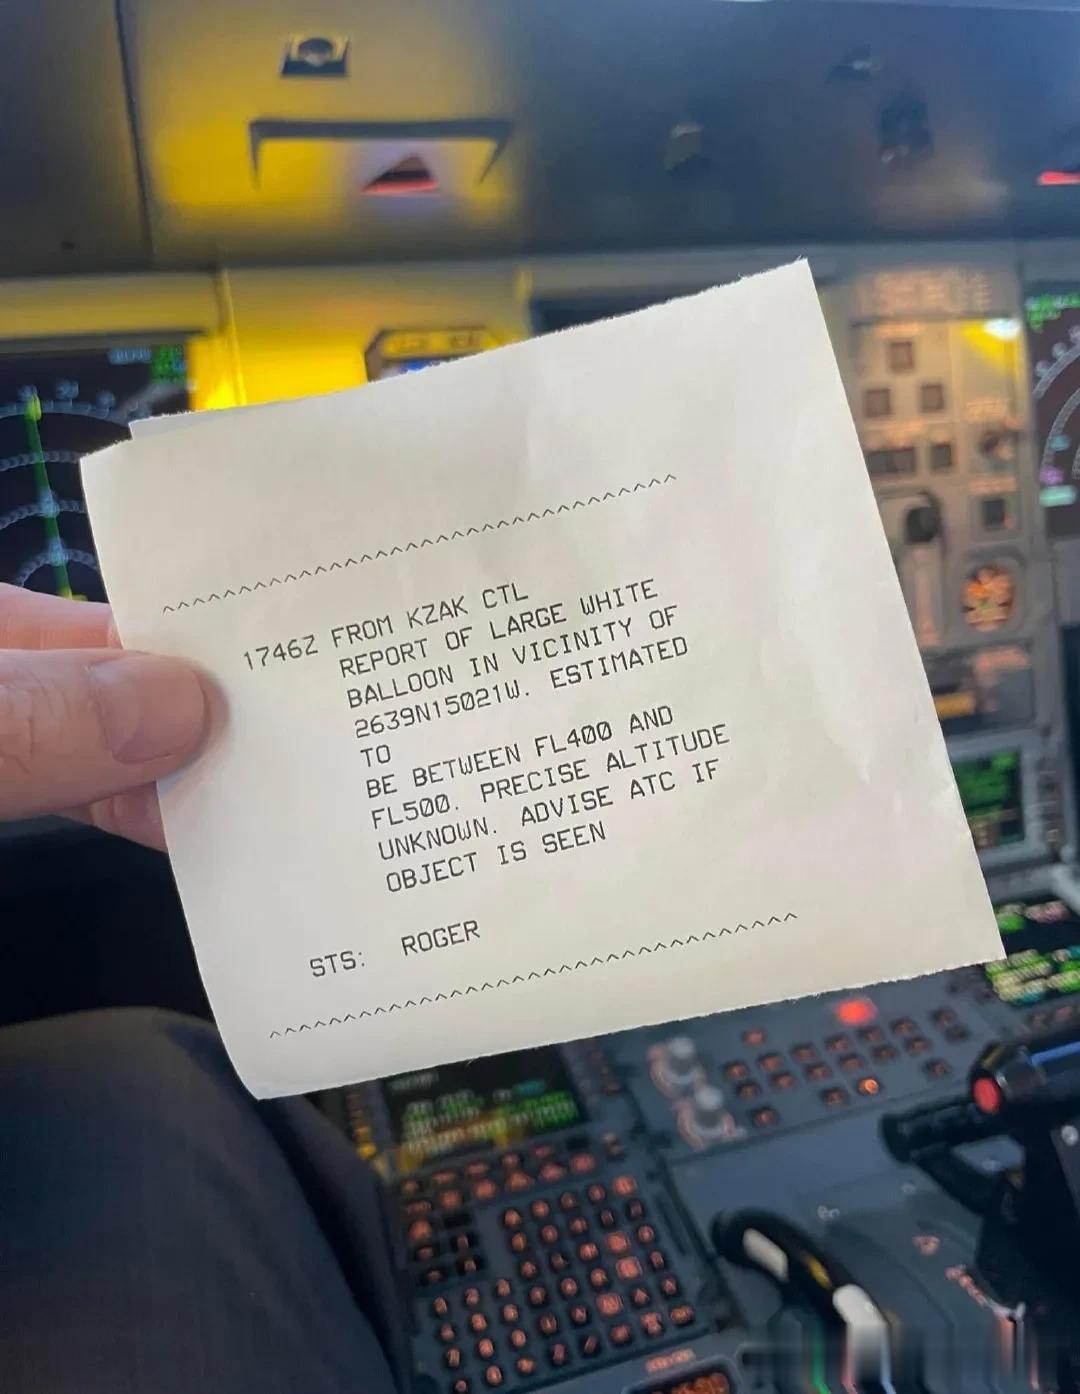 ^^^^^^^^^^^^^^^^^^^^^^^^^^^^^^^^^^^^^^^^
1746Z FROM KZAK CTL
REPORT OF LARGE WHITE
BALLOON IN VICINITY OF
2639N15021W. ESTIMATED
TO
BE BETWEEN FL400 AND
FL500. PRECISE ALTITUDE
UNKNOWN. ADVISE ATC IF
OBJECT IS SEEN
STS: ROGER
^^^^^^^^^^^^^^^^^^^^^^^^^^^^^^^^^^^^^^^^